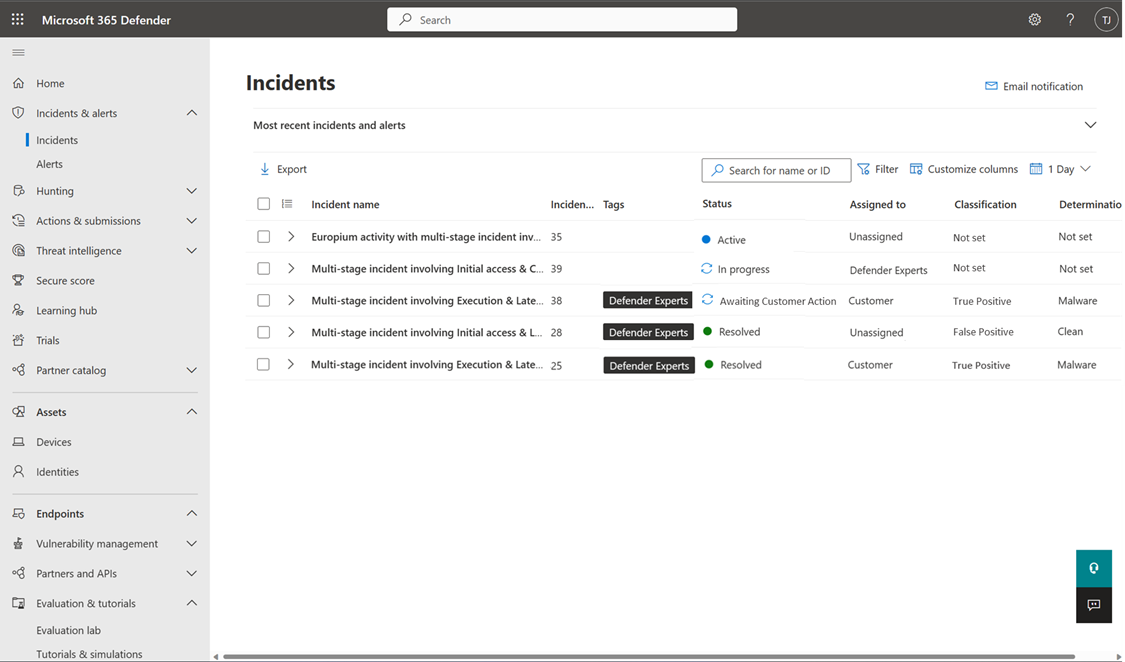 Microsoft 365 Defender
Search
?
TJ
Home
Incidents & alerts
Incidents
Alerts
Hunting
Actions & submissions
Threat intelligence
Secure score
Learning hub
Trials
Partner catalog
Assets
Devices
Identities
Endpoints
Vulnerability management
Partners and APIs
Evaluation & tutorials
Evaluation lab
Tutorials & simulations
Incidents
Email notification
Most recent incidents and alerts
Export
Search for name or ID
Filter
Customize columns
1 Day
Incident name Inciden... Tags Status Assigned to Classification Determinatio
Europium activity with multi-stage incident inv... 35 Active Unassigned Not set Not set
Multi-stage incident involving Initial access & C... 39 In progress Defender Experts Not set Not set
Multi-stage incident involving Execution & Late... 38 Defender Experts Awaiting Customer Action Customer True Positive Malware
Multi-stage incident involving Initial access & L... 28 Defender Experts Resolved Unassigned False Positive Clean
Multi-stage incident involving Execution & Late... 25 Defender Experts Resolved Customer True Positive Malware